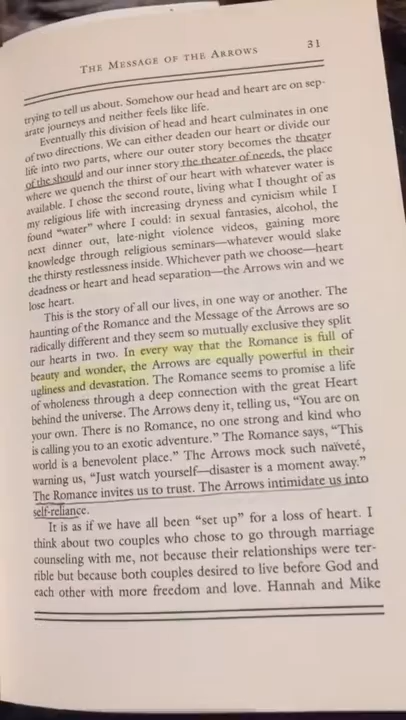 THE MESSAGE OF THE ARROWS 31
trying to tell us about. Somehow our head and heart are on sep-
arate journeys and neither feels like life.
Eventually this division of head and heart culminates in one
of two directions. We can either deaden our heart or divide our
life into two parts, where our outer story becomes the theater
of the should and our inner story the theater of needs, the place
where we quench the thirst of our heart with whatever water is
available. I chose the second route, living what I thought of as
my religious life with increasing dryness and cynicism while I
found “water” where I could: in sexual fantasies, alcohol, the
next dinner out, late-night violence videos, gaining more
knowledge through religious seminars—whatever would slake
the thirsty restlessness inside. Whichever path we choose—heart
deadness or heart and head separation—the Arrows win and we
lose heart.
This is the story of all our lives, in one way or another. The
haunting of the Romance and the Message of the Arrows are so
radically different and they seem so mutually exclusive they split
our hearts in two. In every way that the Romance is full of
beauty and wonder, the Arrows are equally powerful in their
ugliness and devastation. The Romance seems to promise a life
of wholeness through a deep connection with the great Heart
behind the universe. The Arrows deny it, telling us, “You are on
your own. There is no Romance, no one strong and kind who
is calling you to an exotic adventure.” The Romance says, “This
world is a benevolent place.” The Arrows mock such naïveté,
warning us, “Just watch yourself—disaster is a moment away.”
The Romance invites us to trust. The Arrows intimidate us into
self-reliance.
It is as if we have all been “set up” for a loss of heart. I
think about two couples who chose to go through marriage
counseling with me, not because their relationships were ter-
rible but because both couples desired to live before God and
each other with more freedom and love. Hannah and Mike